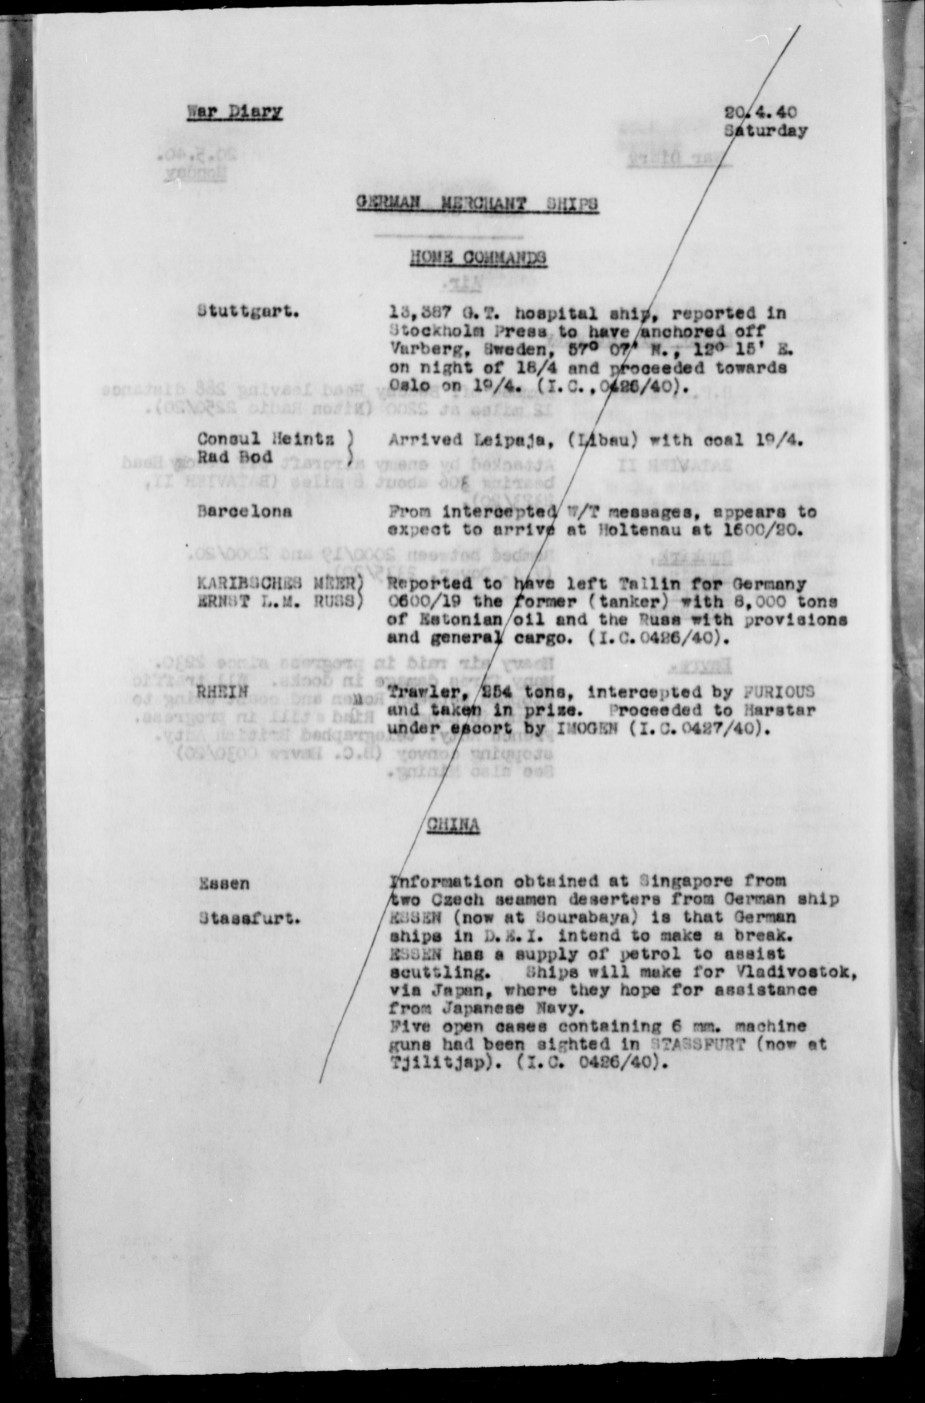 War Diary
20.4.40
Saturday
GERMAN MERCHANT SHIPS
HOME COMMANDS
Stuttgart. 13,387 G.T. hospital ship, reported in
Stockholm Press to have anchored off
Varberg, Sweden, 57° 07' N., 12° 15' E.
on night of 18/4 and proceeded towards
Oslo on 19/4. (I.C.,0426/40).
Consul Heintz ) Arrived Leipaja, (Libau) with coal 19/4.
Rad Bod )
Barcelona From intercepted W/T messages, appears to
expect to arrive at Holtenau at 1600/20.
KARIBSCHES MEER) Reported to have left Tallin for Germany
ERNST L.M. RUSS) 0600/19 the former (tanker) with 8,000 tons
of Estonian oil and the Russ with provisions
and general cargo. (I.C.0426/40).
RHEIN Trawler, 254 tons, intercepted by FURIOUS
and taken in prize. Proceeded to Harstar
under escort by IMOGEN (I.C.0427/40).
CHINA
Essen Information obtained at Singapore from
two Czech seamen deserters from German ship
Stassfurt. ESSEN (now at Sourabaya) is that German
ships in D.E.I. intend to make a break.
ESSEN has a supply of petrol to assist
scuttling. Ships will make for Vladivostok,
via Japan, where they hope for assistance
from Japanese Navy.
Five open cases containing 6 mm. machine
guns had been sighted in STASSFURT (now at
Tjilitjap). (I.C. 0426/40).